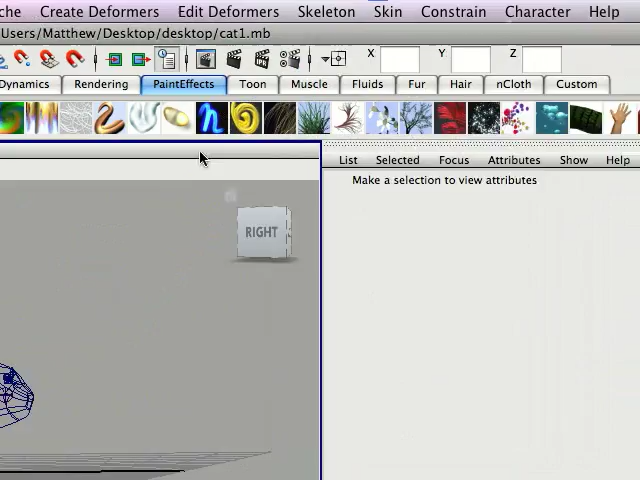 che Create Deformers Edit Deformers Skeleton Skin Constrain Character Help
Users/Matthew/Desktop/desktop/cat1.mb
X Y Z
Dynamics Rendering PaintEffects Toon Muscle Fluids Fur Hair nCloth Custom
List Selected Focus Attributes Show Help
Make a selection to view attributes
RIGHT